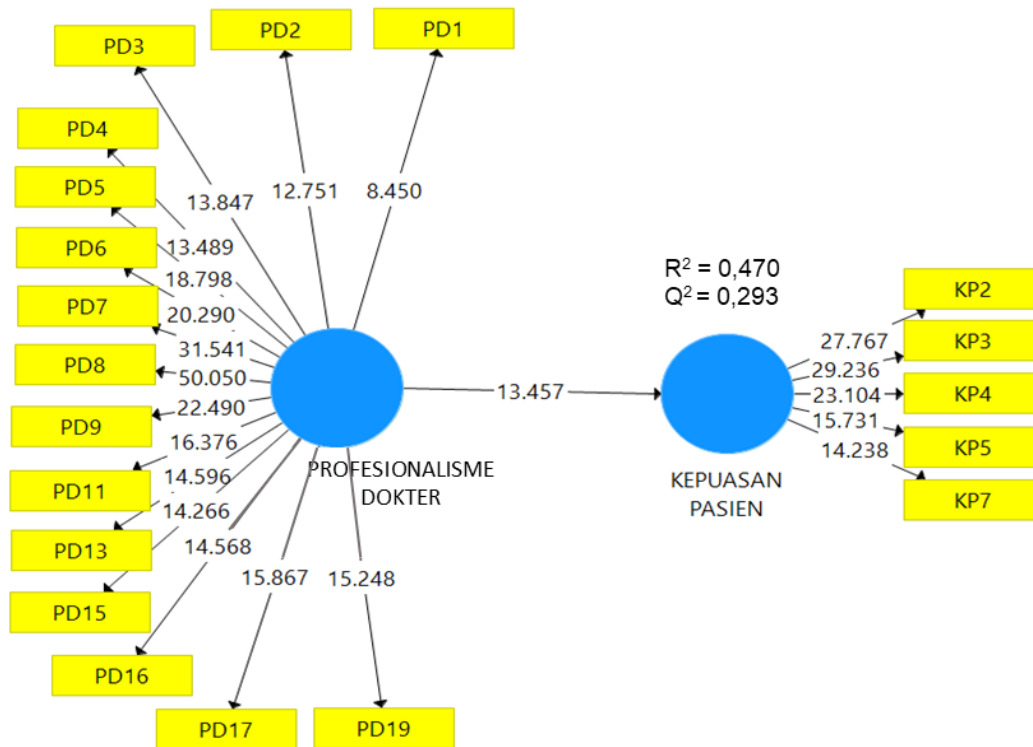 PD3
PD2
PD1
PD4
PD5
PD6
PD7
PD8
PD9
PD11
PD13
PD15
PD16
PD17
PD19
13.847
12.751
8.450
13.489
18.798
20.290
31.541
50.050
22.490
16.376
14.596
14.266
14.568
15.867
15.248
PROFESIONALISME
DOKTER
13.457
R² = 0,470
Q² = 0,293
KEPUASAN
PASIEN
27.767
29.236
23.104
15.731
14.238
KP2
KP3
KP4
KP5
KP7